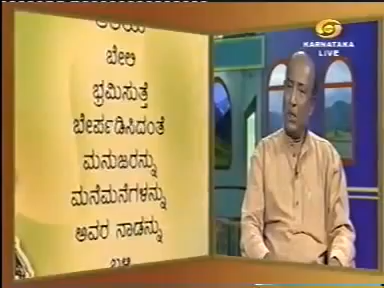 KARNATAKA
LIVE
ಬೇಲಿ
ಭ್ರಮಿಸುತ್ತೆ
ಬೇರ್ಪಡಿಸಿದಂತೆ
ಮನುಜರನ್ನು
ಮನೆಮನೆಗಳನ್ನು
ಅವರ ನಾಡನ್ನು